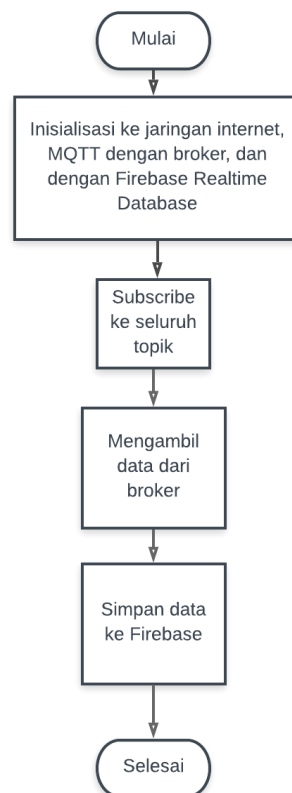 Mulai
Inisialisasi ke jaringan internet,
MQTT dengan broker, dan
dengan Firebase Realtime
Database
Subscribe
ke seluruh
topik
Mengambil
data dari
broker
Simpan data
ke Firebase
Selesai